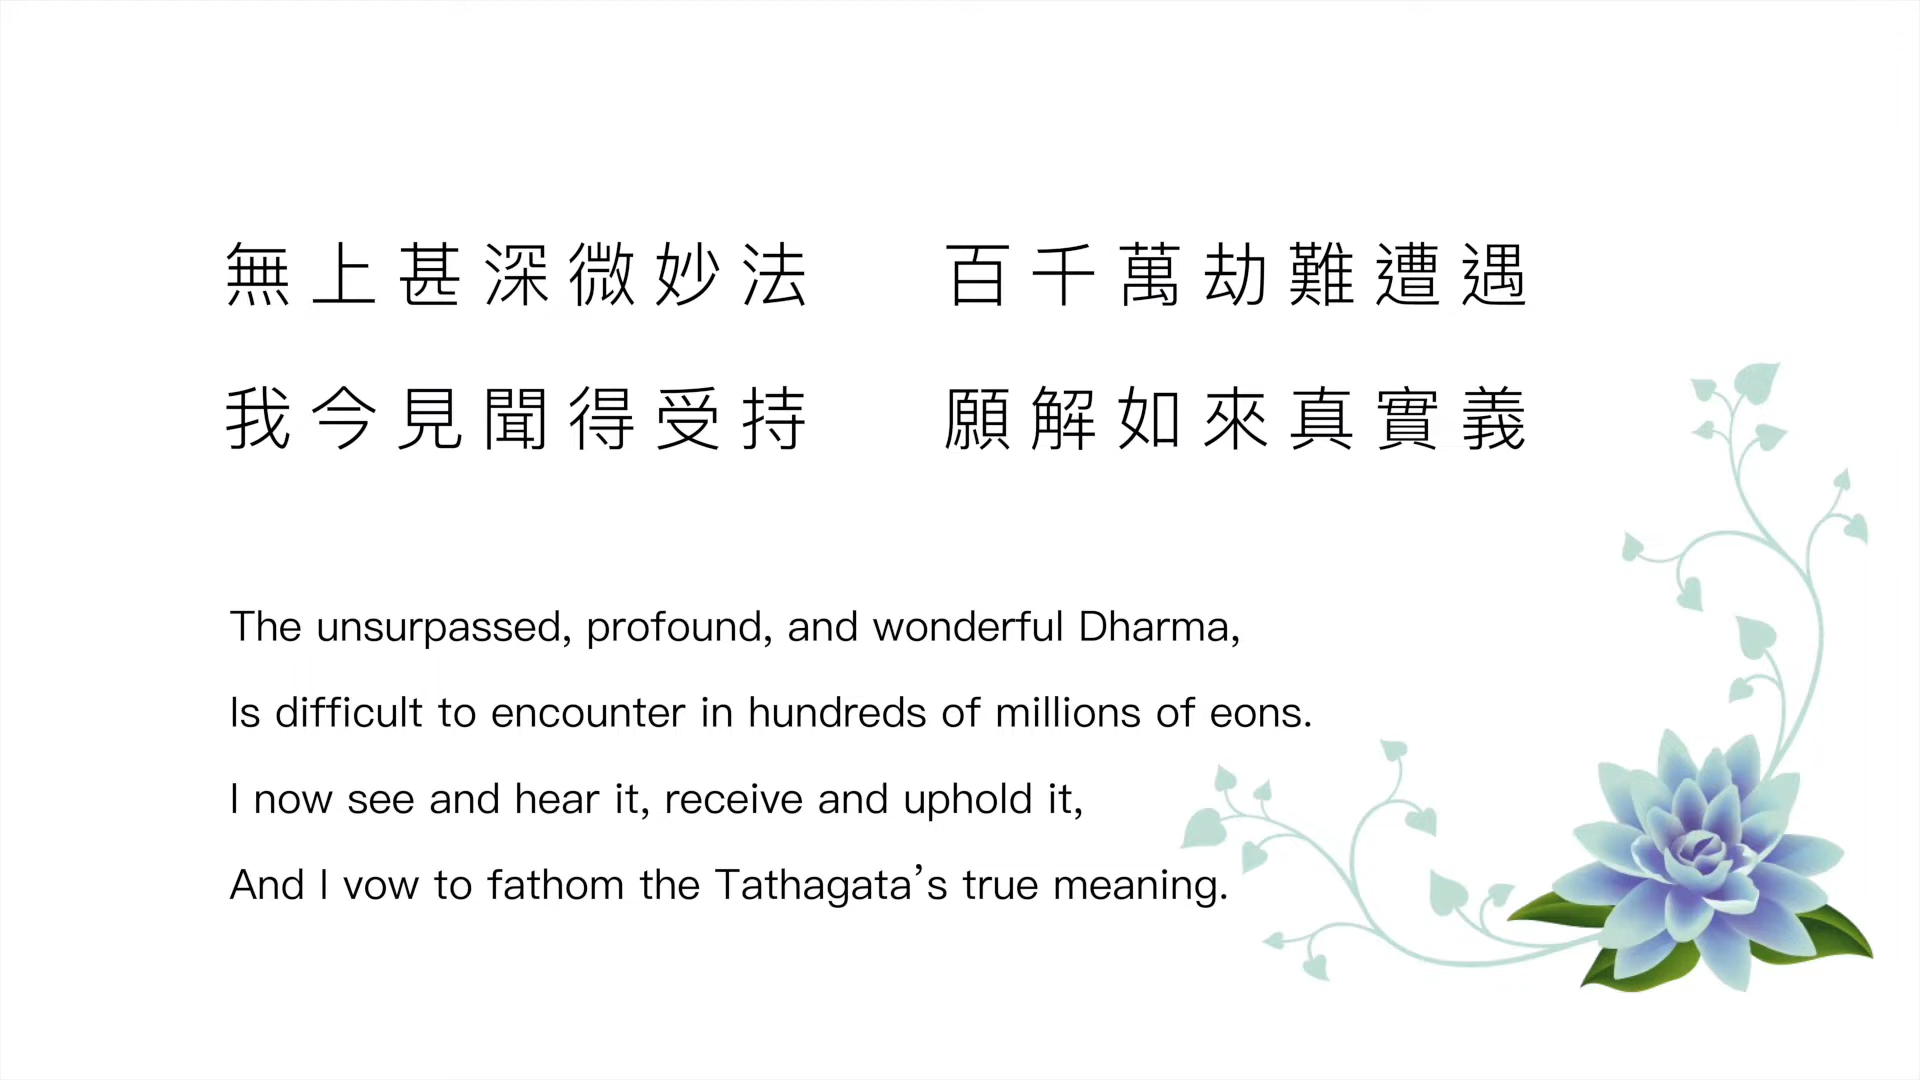 無上甚深微妙法 百千萬劫難遭遇
我今見聞得受持 願解如來真實義
The unsurpassed, profound, and wonderful Dharma,
Is difficult to encounter in hundreds of millions of eons.
I now see and hear it, receive and uphold it,
And I vow to fathom the Tathagata’s true meaning.